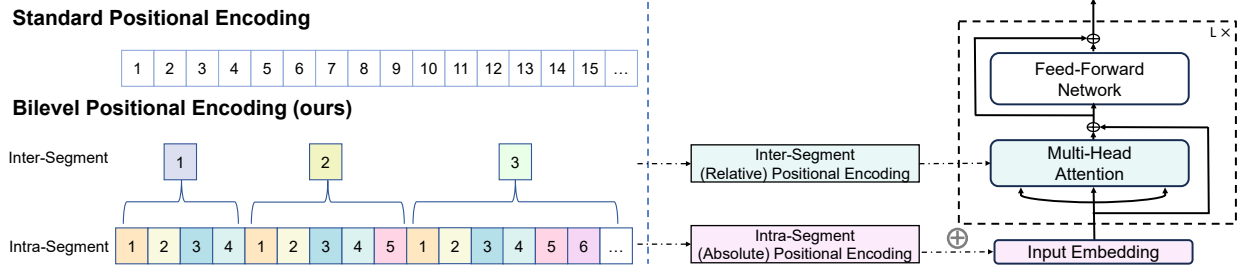 Standard Positional Encoding
1 2 3 4 5 6 7 8 9 10 11 12 13 14 15 ...
Bilevel Positional Encoding (ours)
Inter-Segment
1 2 3
Intra-Segment
1 2 3 4 1 2 3 4 5 1 2 3 4 5 6 ...
Inter-Segment
(Relative) Positional Encoding
Intra-Segment
(Absolute) Positional Encoding
L ×
Feed-Forward
Network
Multi-Head
Attention
Input Embedding